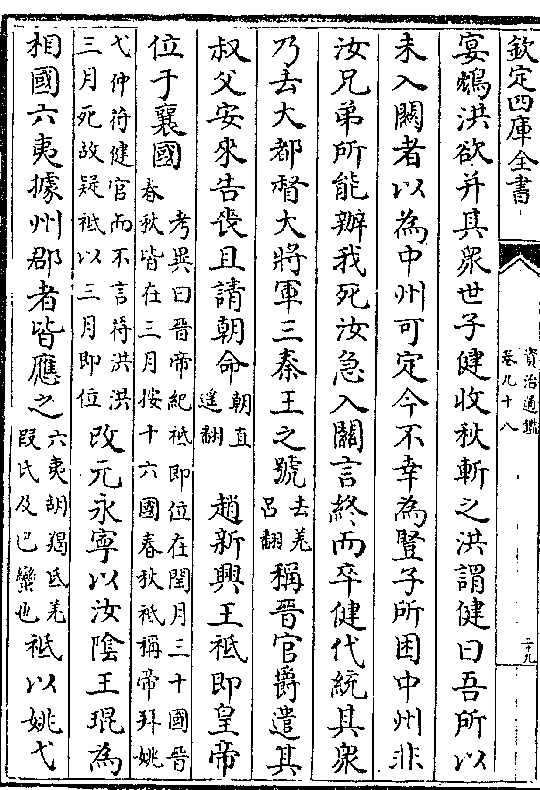 欽定四庫全書
資治通鑑
卷九十八
二十九
宴鴆洪欲并其衆世子健收秋斬之洪謂健曰吾所以
未入關者以為中州可定今不幸為豎子所困中州非
汝兄弟所能辦我死汝急入關言終而卒健代統其衆
乃去大都督大將軍三秦王之號去羌呂翻稱晉官爵遣其
叔父安來告喪且請朝命朝直遥翻 趙新興王祗即皇帝
位于襄國考異曰晉帝紀祗即位在閏月三十國晉春秋皆在三月按十六國春秋祗稱帝拜姚
弋仲苻健官而不言苻洪洪三月死故疑祗以三月即位改元永寧以汝隂王琨為
相國六夷據州郡者皆應之六夷胡羯氐羌段氏及巴蠻也祗以姚弋